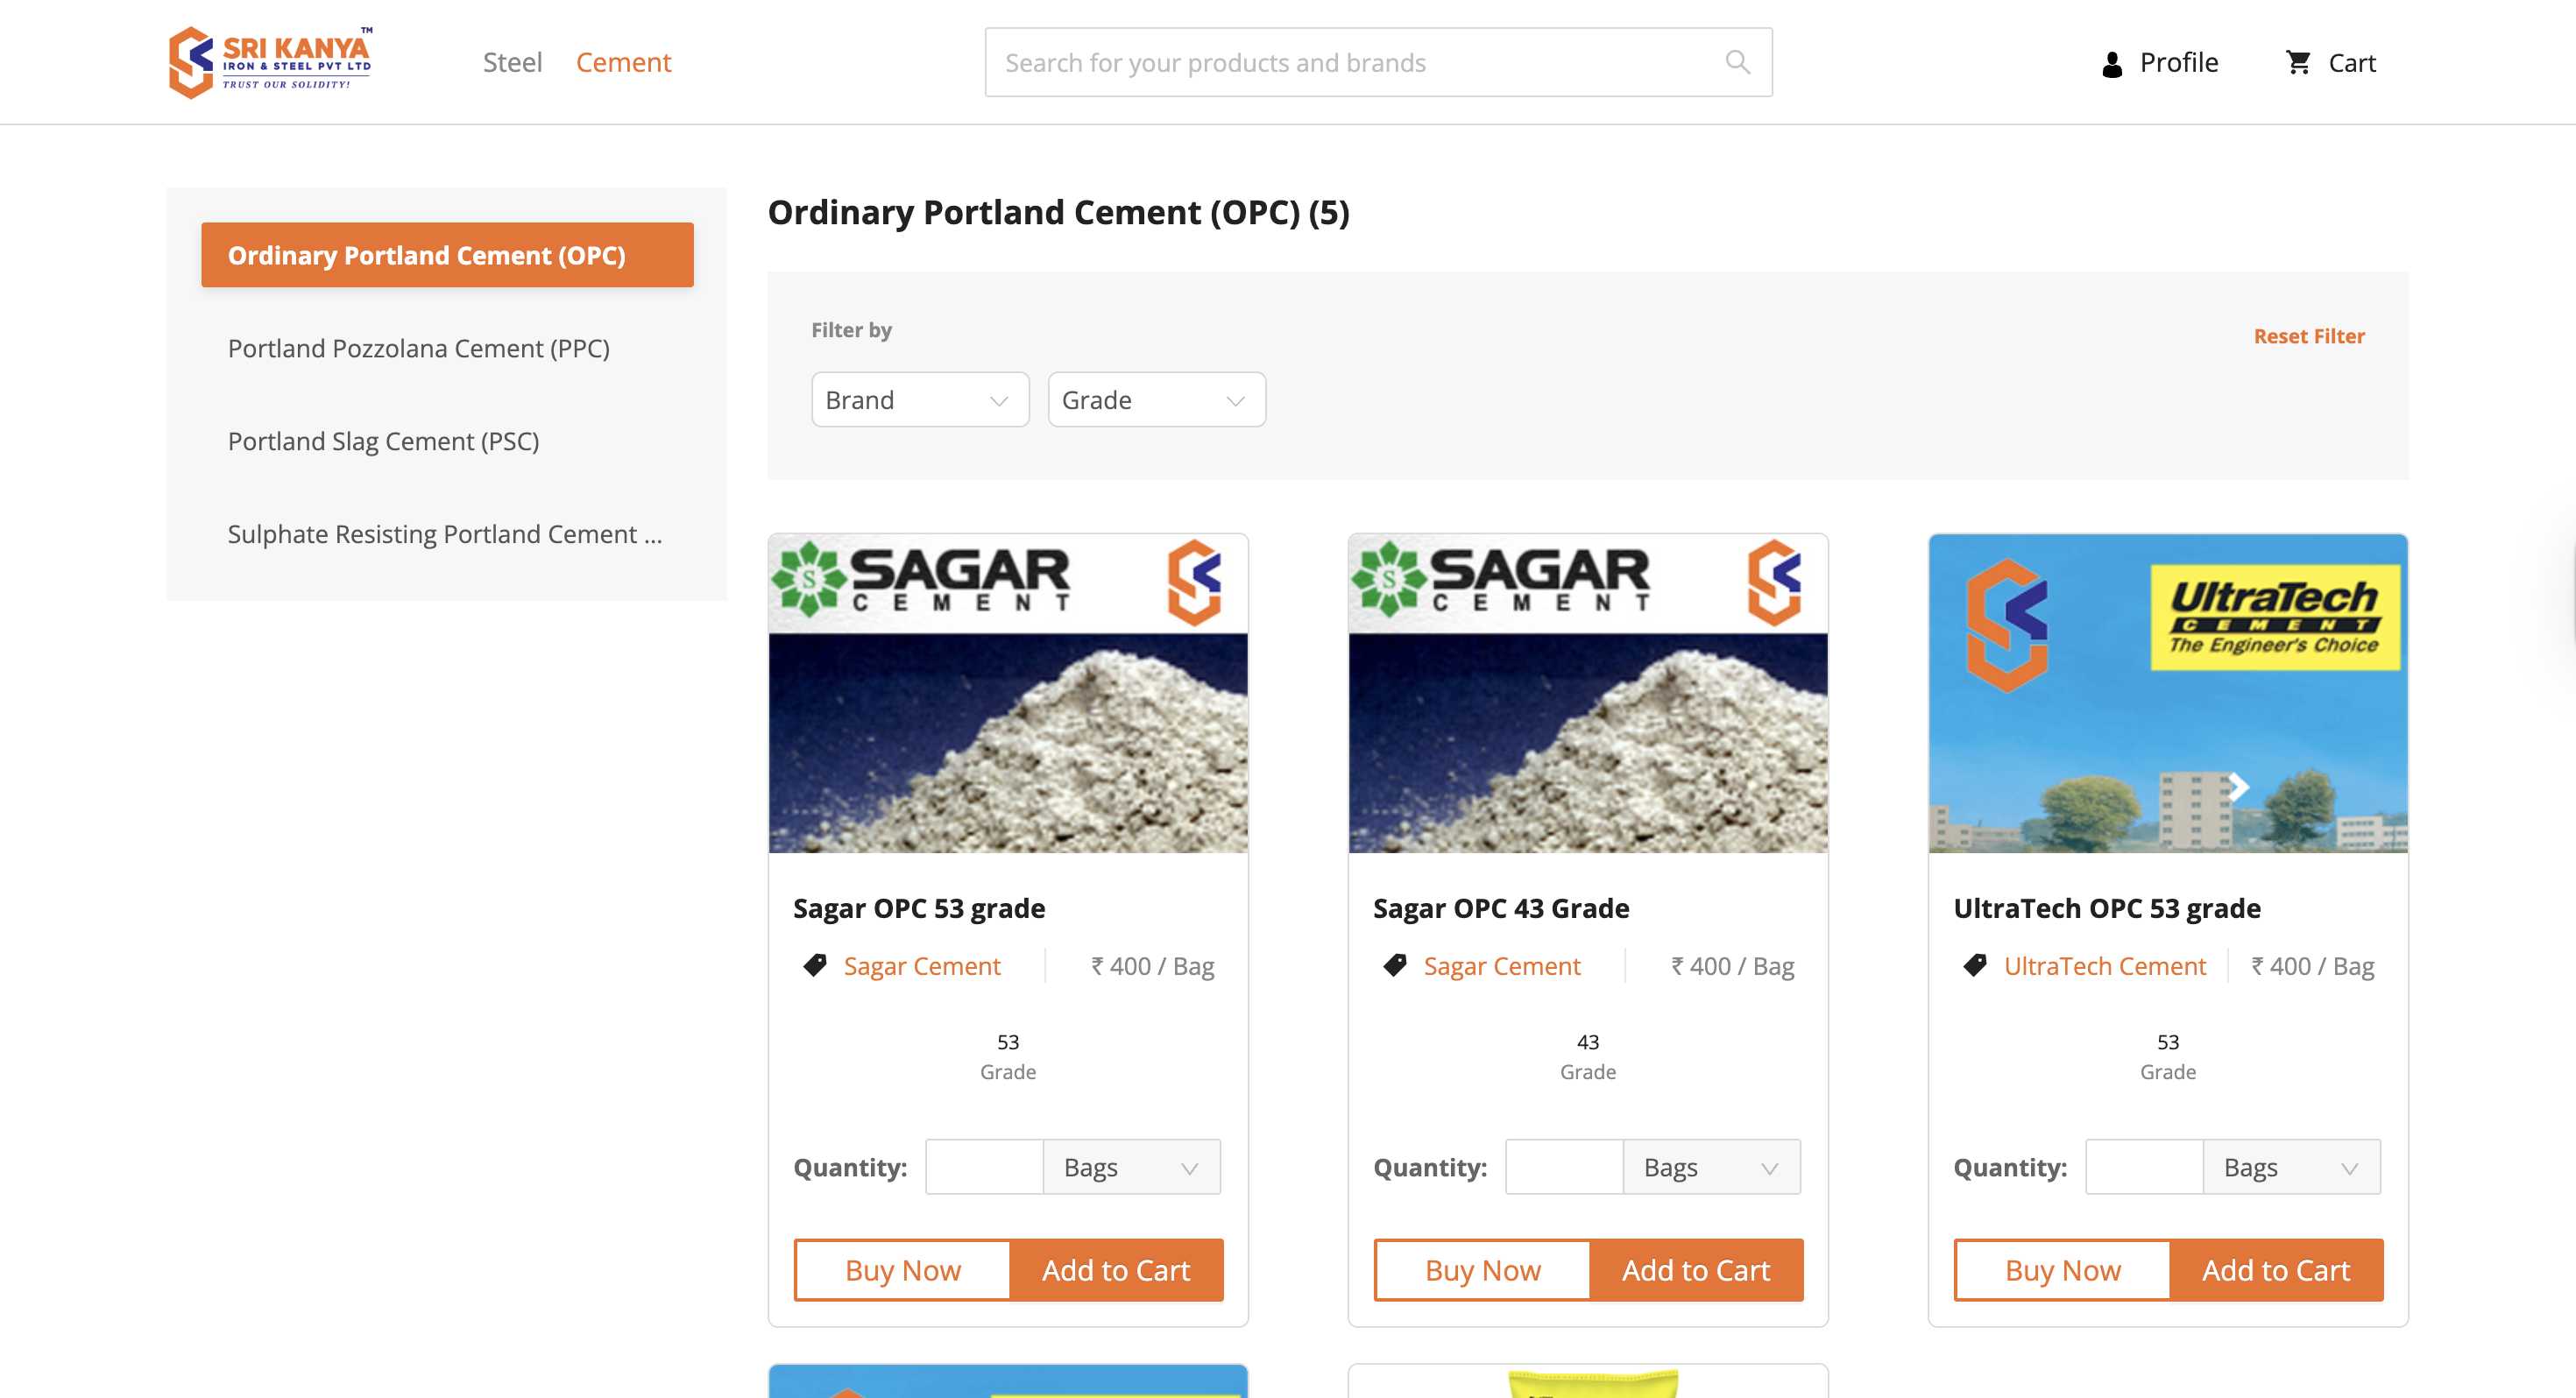 SRI KANYA TM
IRON & STEEL PVT LTD
TRUST OUR SOLIDITY!
Steel
Cement
Search for your products and brands
Profile
Cart
Ordinary Portland Cement (OPC)
Portland Pozzolana Cement (PPC)
Portland Slag Cement (PSC)
Sulphate Resisting Portland Cement ...
Ordinary Portland Cement (OPC) (5)
Filter by
Reset Filter
Brand
Grade
S
SAGAR
CEMENT
Sagar OPC 53 grade
Sagar Cement
₹ 400 / Bag
53
Grade
Quantity:
Bags
Buy Now
Add to Cart
S
SAGAR
CEMENT
Sagar OPC 43 Grade
Sagar Cement
₹ 400 / Bag
43
Grade
Quantity:
Bags
Buy Now
Add to Cart
UltraTech
CEMENT
The Engineer's Choice
UltraTech OPC 53 grade
UltraTech Cement
₹ 400 / Bag
53
Grade
Quantity:
Bags
Buy Now
Add to Cart